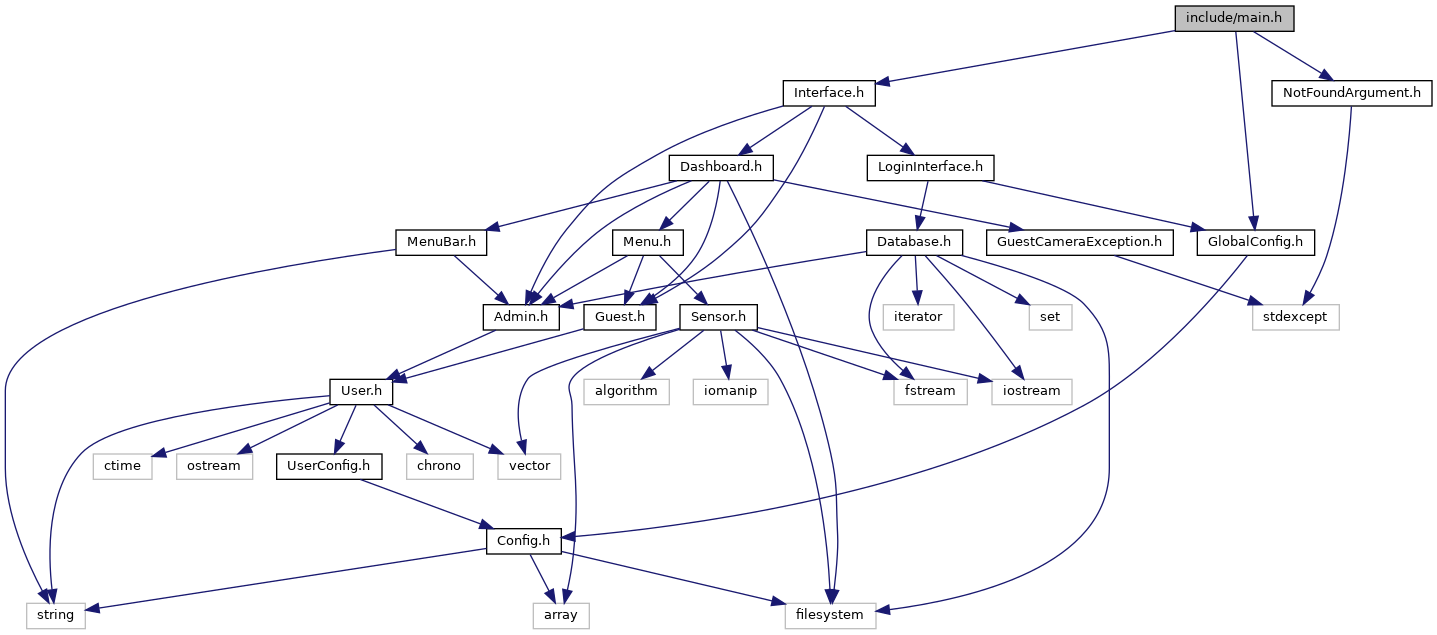 include/main.h
Interface.h
NotFoundArgument.h
Dashboard.h
LoginInterface.h
MenuBar.h
Menu.h
Database.h
GuestCameraException.h
GlobalConfig.h
Admin.h
Guest.h
Sensor.h
iterator
set
stdexcept
User.h
algorithm
iomanip
fstream
iostream
ctime
ostream
UserConfig.h
chrono
vector
Config.h
string
array
filesystem